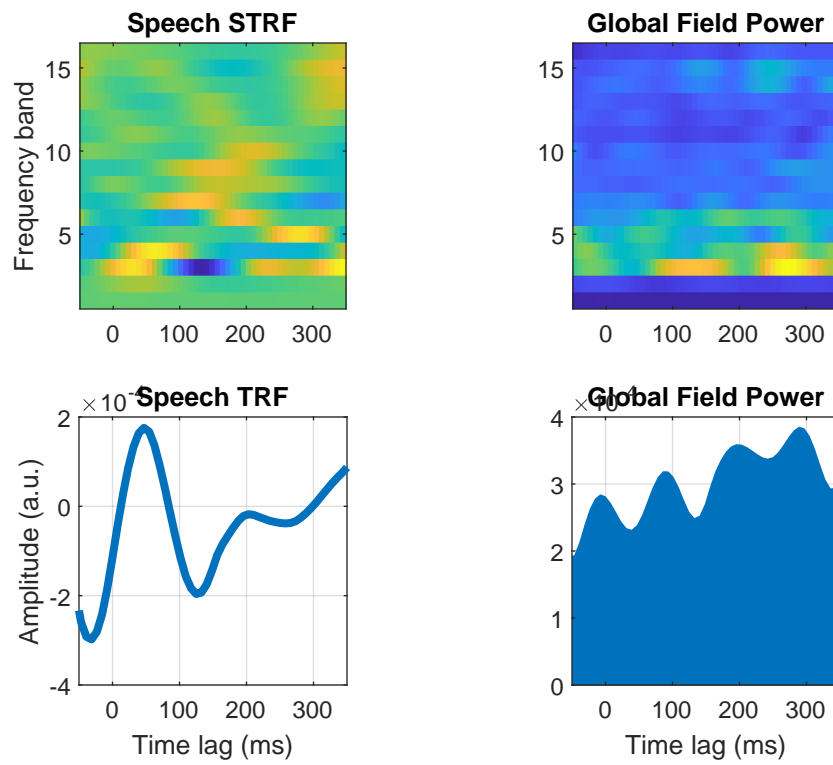 Speech STRF
15
10
5
Frequency band
0 100 200 300
Global Field Power
15
10
5
0 100 200 300
Speech TRF
× 10-4
2
0
-2
-4
Amplitude (a.u.)
0 100 200 300
Time lag (ms)
Global Field Power
4
3
2
1
0
0 100 200 300
Time lag (ms)